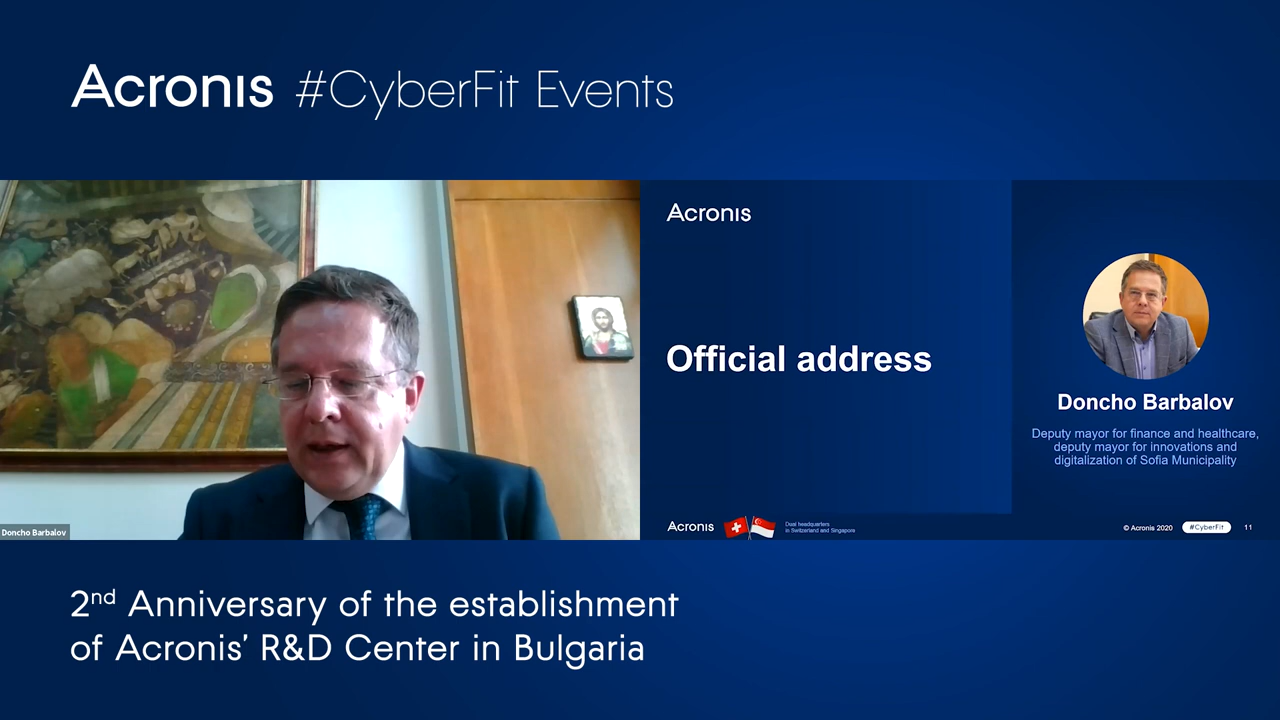 Acronis #CyberFit Events
Acronis
Official address
Doncho Barbalov
Deputy mayor for finance and healthcare,
deputy mayor for innovations and
digitalization of Sofia Municipality
Doncho Barbalov
Acronis
Dual headquarters
in Switzerland and Singapore
© Acronis 2020
#CyberFit
11
2nd Anniversary of the establishment
of Acronis’ R&D Center in Bulgaria